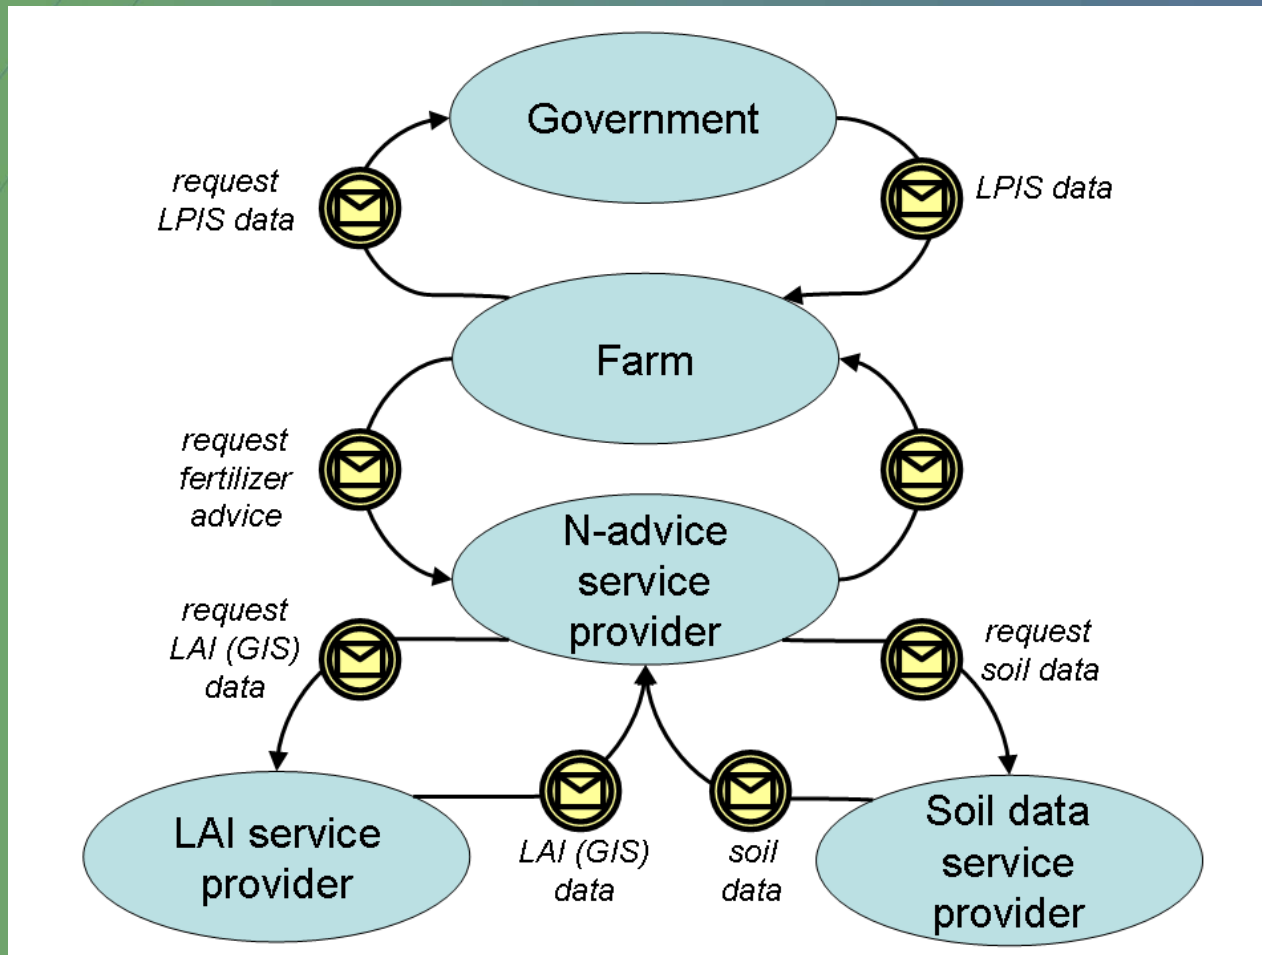 Government
request
LPIS data
LPIS data
Farm
request
fertilizer
advice
N-advice
service
provider
request
LAI (GIS)
data
request
soil data
LAI service
provider
LAI (GIS)
data
soil
data
Soil data
service
provider